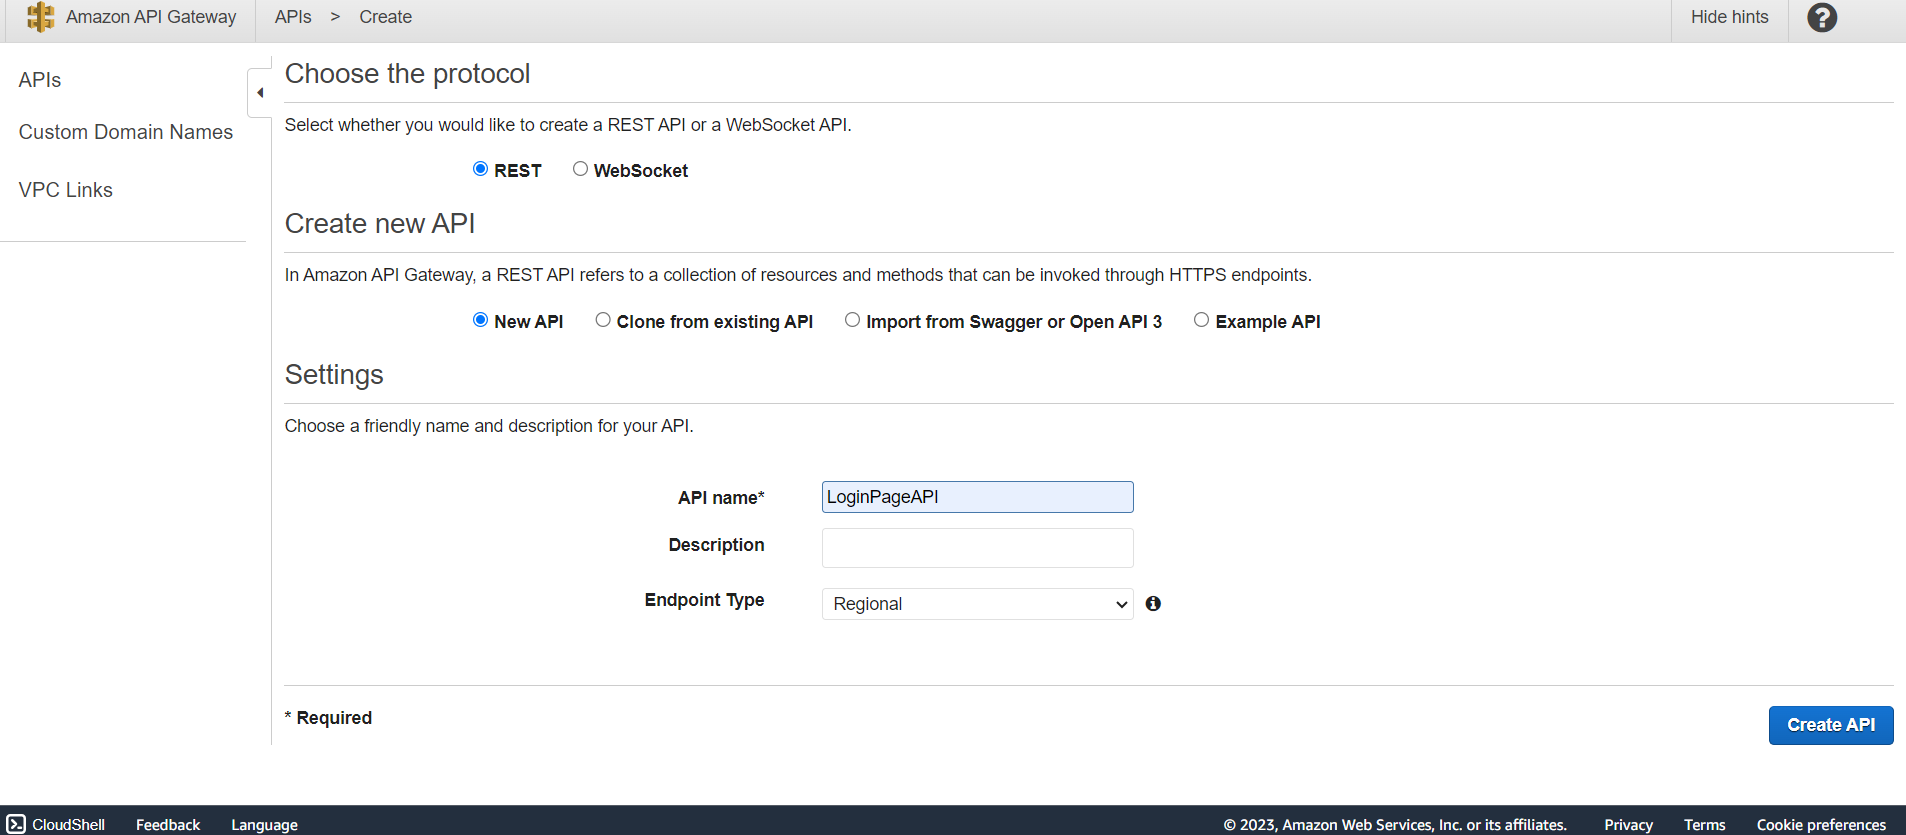 Amazon API Gateway APIs > Create Hide hints ?
APIs
Custom Domain Names
VPC Links
Choose the protocol
Select whether you would like to create a REST API or a WebSocket API.
REST WebSocket
Create new API
In Amazon API Gateway, a REST API refers to a collection of resources and methods that can be invoked through HTTPS endpoints.
New API Clone from existing API Import from Swagger or Open API 3 Example API
Settings
Choose a friendly name and description for your API.
API name* LoginPageAPI
Description
Endpoint Type Regional
* Required
Create API
CloudShell Feedback Language © 2023, Amazon Web Services, Inc. or its affiliates. Privacy Terms Cookie preferences